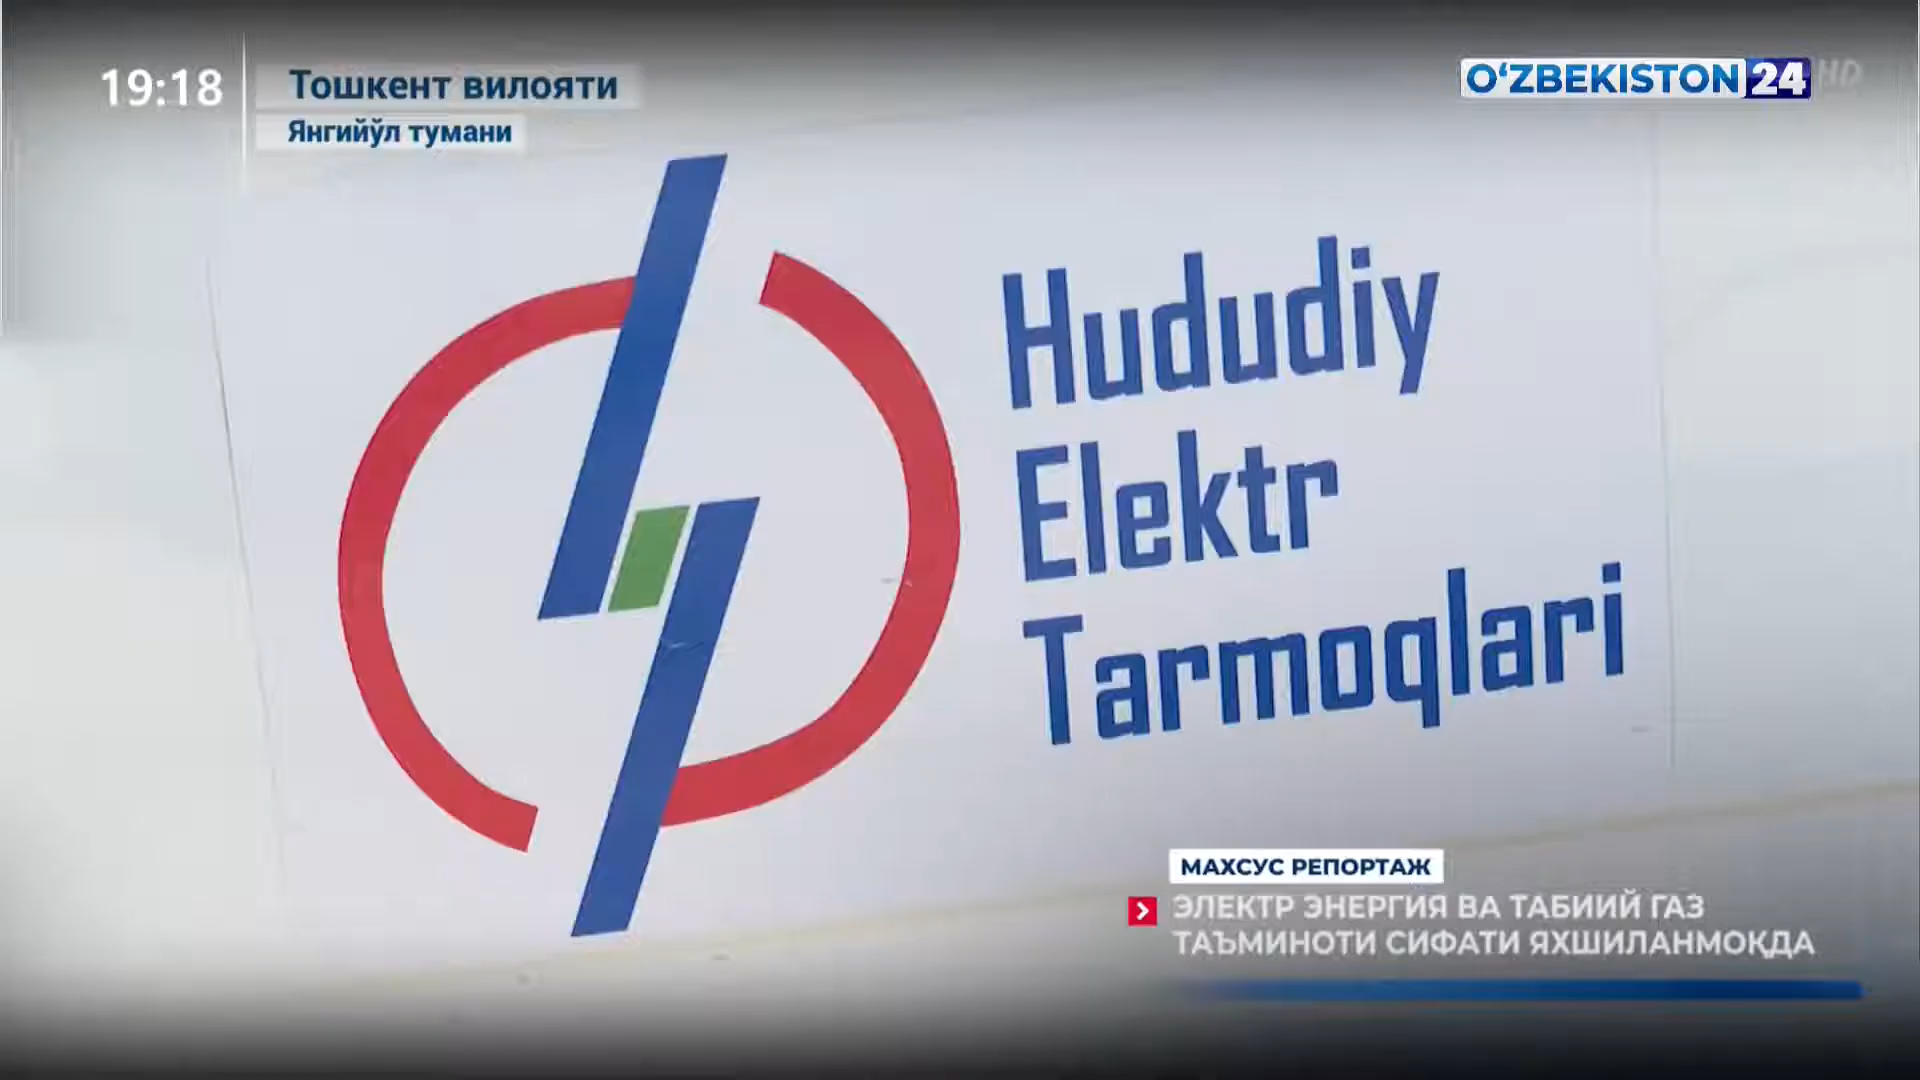 19:18
Тошкент вилояти
Янгийўл тумани
O‘ZBEKISTON 24
HD
Hududiy
Elektr
Tarmoqlari
МАХСУС РЕПОРТАЖ
ЭЛЕКТР ЭНЕРГИЯ ВА ТАБИИЙ ГАЗ
ТАЪМИНОТИ СИФАТИ ЯХШИЛАНМОҚДА